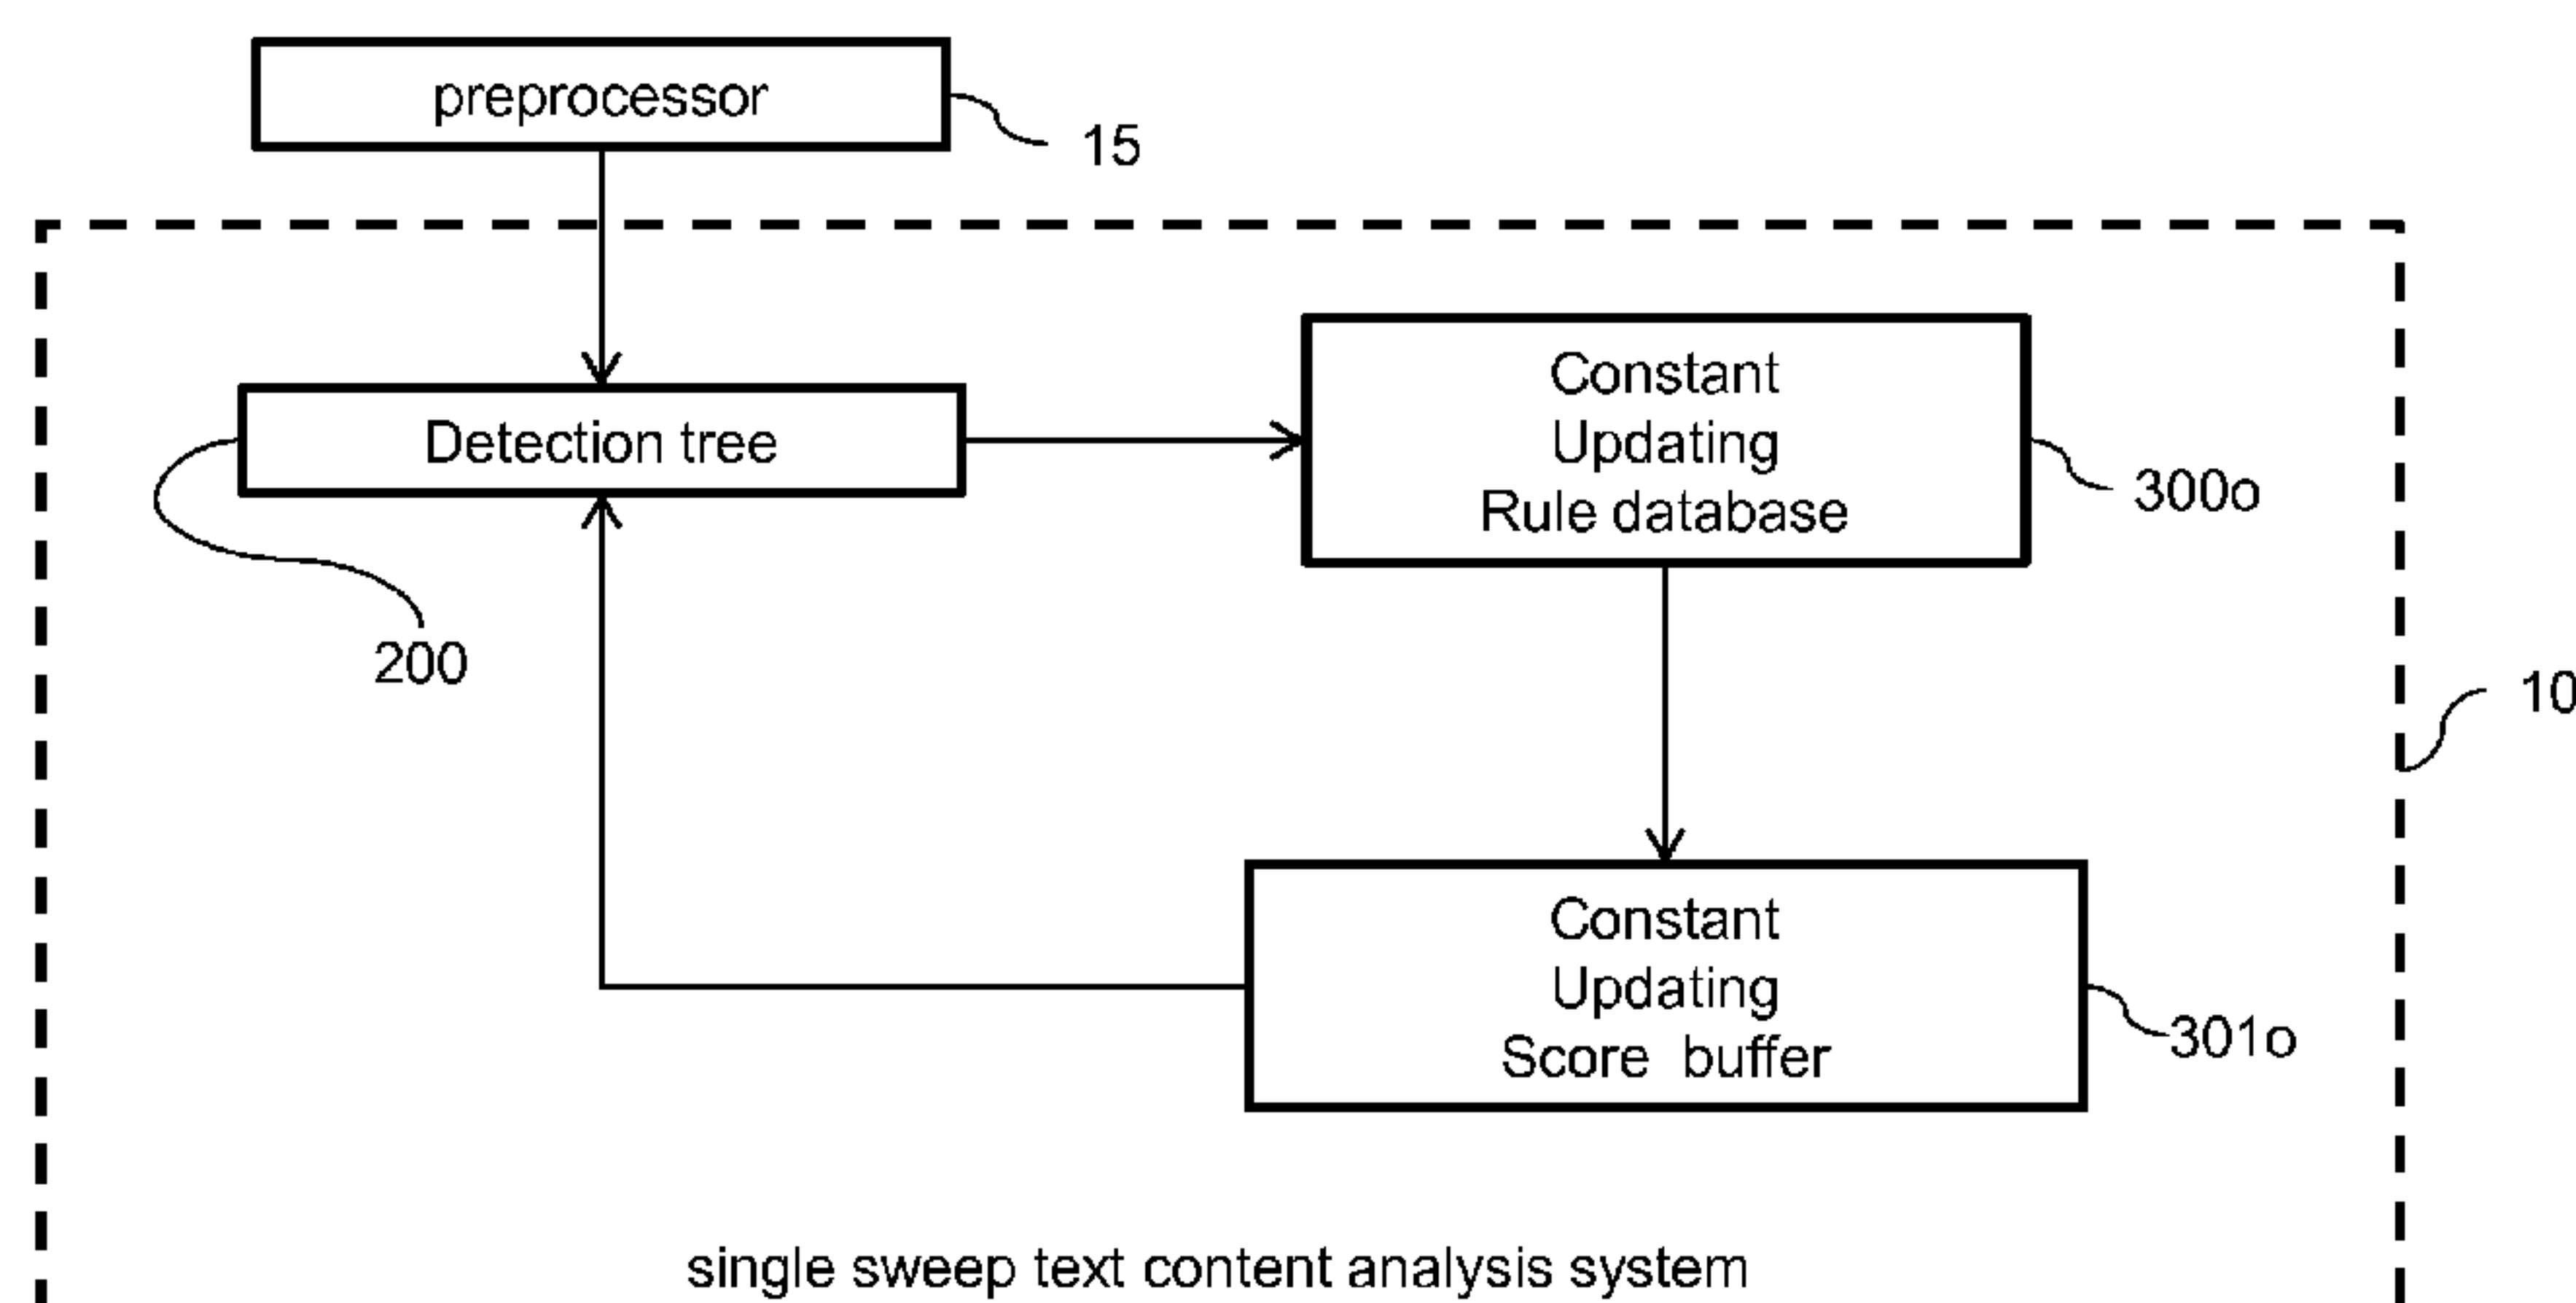 preprocessor
15
Detection tree
Constant
Updating
Rule database
300o
200
10
Constant
Updating
Score buffer
301o
single sweep text content analysis system